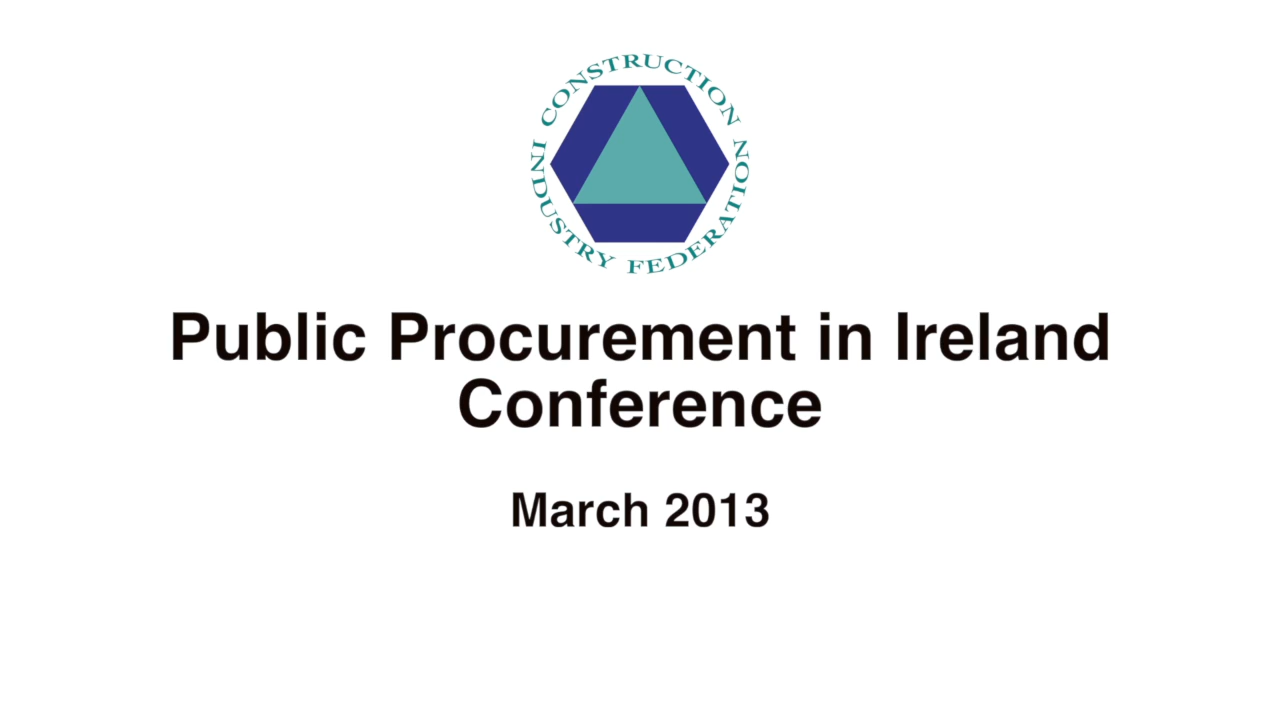 CONSTRUCTION INDUSTRY FEDERATION
Public Procurement in Ireland
Conference
March 2013